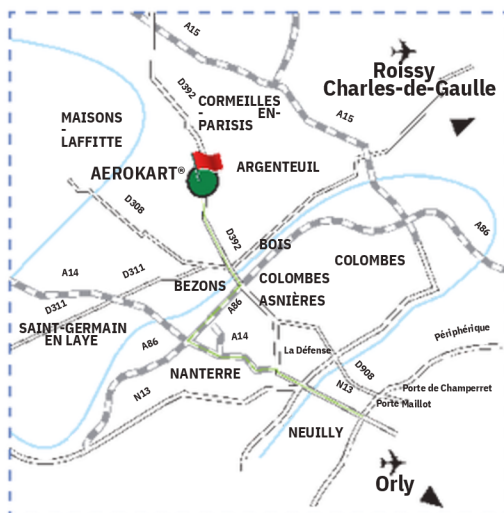 A15
Roissy
Charles-de-Gaulle
D392
CORMEILLES
- EN-
PARISIS
A15
MAISONS
-
LAFFITTE
AEROKART®
ARGENTEUIL
D308
D392
A86
BOIS
COLOMBES
A14
D311
BEZONS
COLOMBES
ASNIÈRES
D311
A86
SAINT-GERMAIN
EN LAYE
A86
A14
La Défense
Périphérique
NANTERRE
D908
N13
N13
Porte de Champerret
Porte Maillot
NEUILLY
Orly